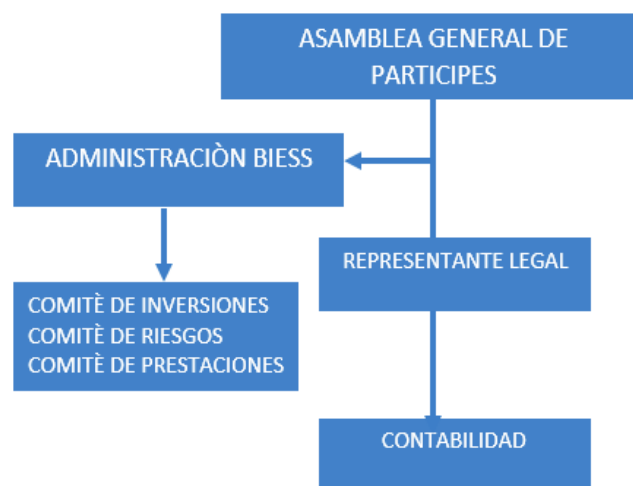 ASAMBLEA GENERAL DE
PARTICIPES
ADMINISTRACIÒN BIESS
REPRESENTANTE LEGAL
COMITÈ DE INVERSIONES
COMITÈ DE RIESGOS
COMITÈ DE PRESTACIONES
CONTABILIDAD